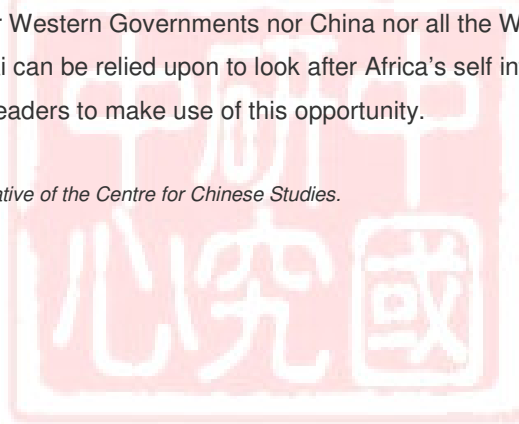 r Western Governments nor China nor all the W
i can be relied upon to look after Africa's self in
eaders to make use of this opportunity.
ative of the Centre for Chinese Studies.
中國
研究
中心